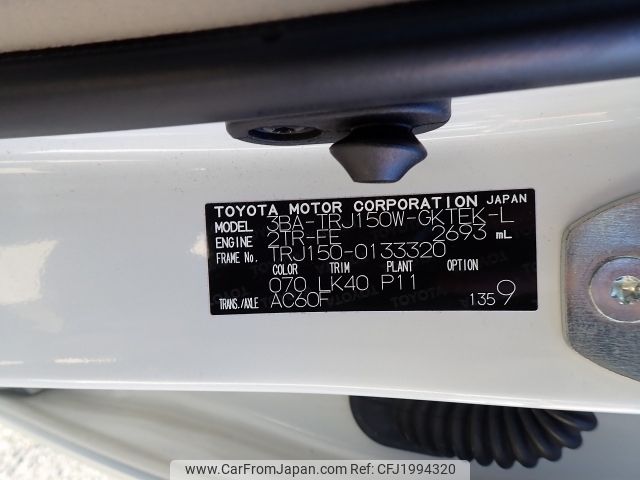 TOYOTA MOTOR CORPORATION JAPAN
MODEL 3BA-TRJ150W-GKTEK-L
ENGINE 2TR-FE 2693 mL
FRAME No. TRJ150-0133320
COLOR TRIM PLANT OPTION
070 LK40 P11
TRANS./AXLE AC60F 1359
www.CarFromJapan.com - CFJ1994320